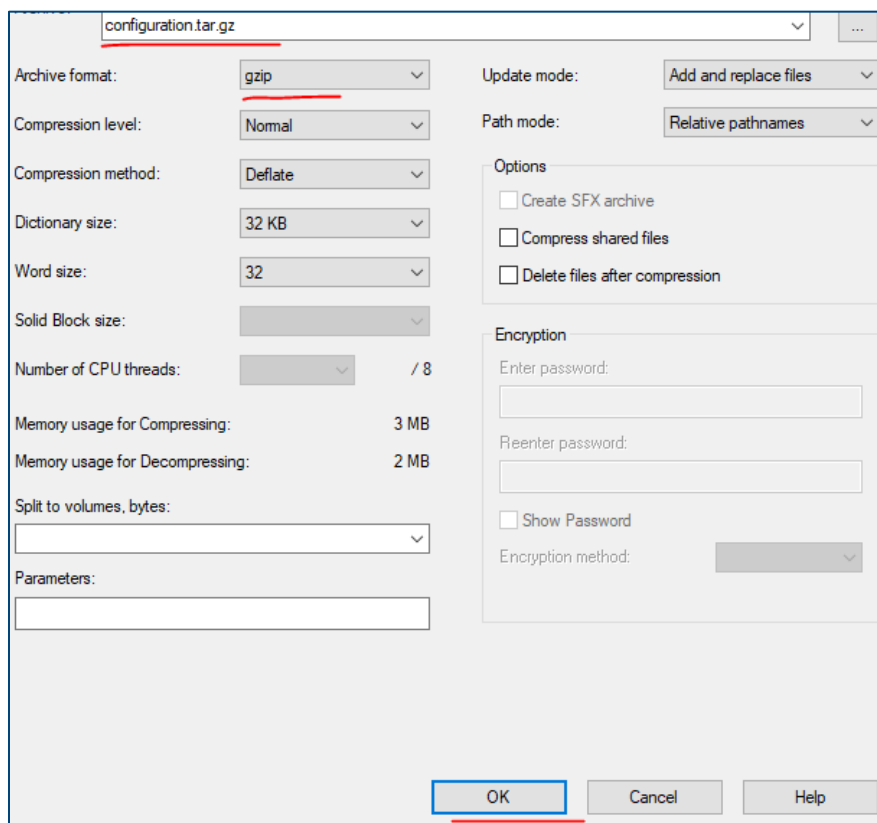 configuration.tar.gz
...
Archive format: gzip
Update mode: Add and replace files
Compression level: Normal
Path mode: Relative pathnames
Compression method: Deflate
Options
Create SFX archive
Dictionary size: 32 KB
Compress shared files
Word size: 32
Delete files after compression
Solid Block size:
Encryption
Number of CPU threads: / 8
Enter password:
Memory usage for Compressing: 3 MB
Reenter password:
Memory usage for Decompressing: 2 MB
Split to volumes, bytes:
Show Password
Encryption method:
Parameters:
OK Cancel Help